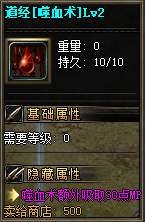 道经[噬血术]Lv2
重量: 0
持久: 10/10
基础属性
需要等级: 0
隐藏属性
噬血术额外吸取30点MP
卖给商店: 500